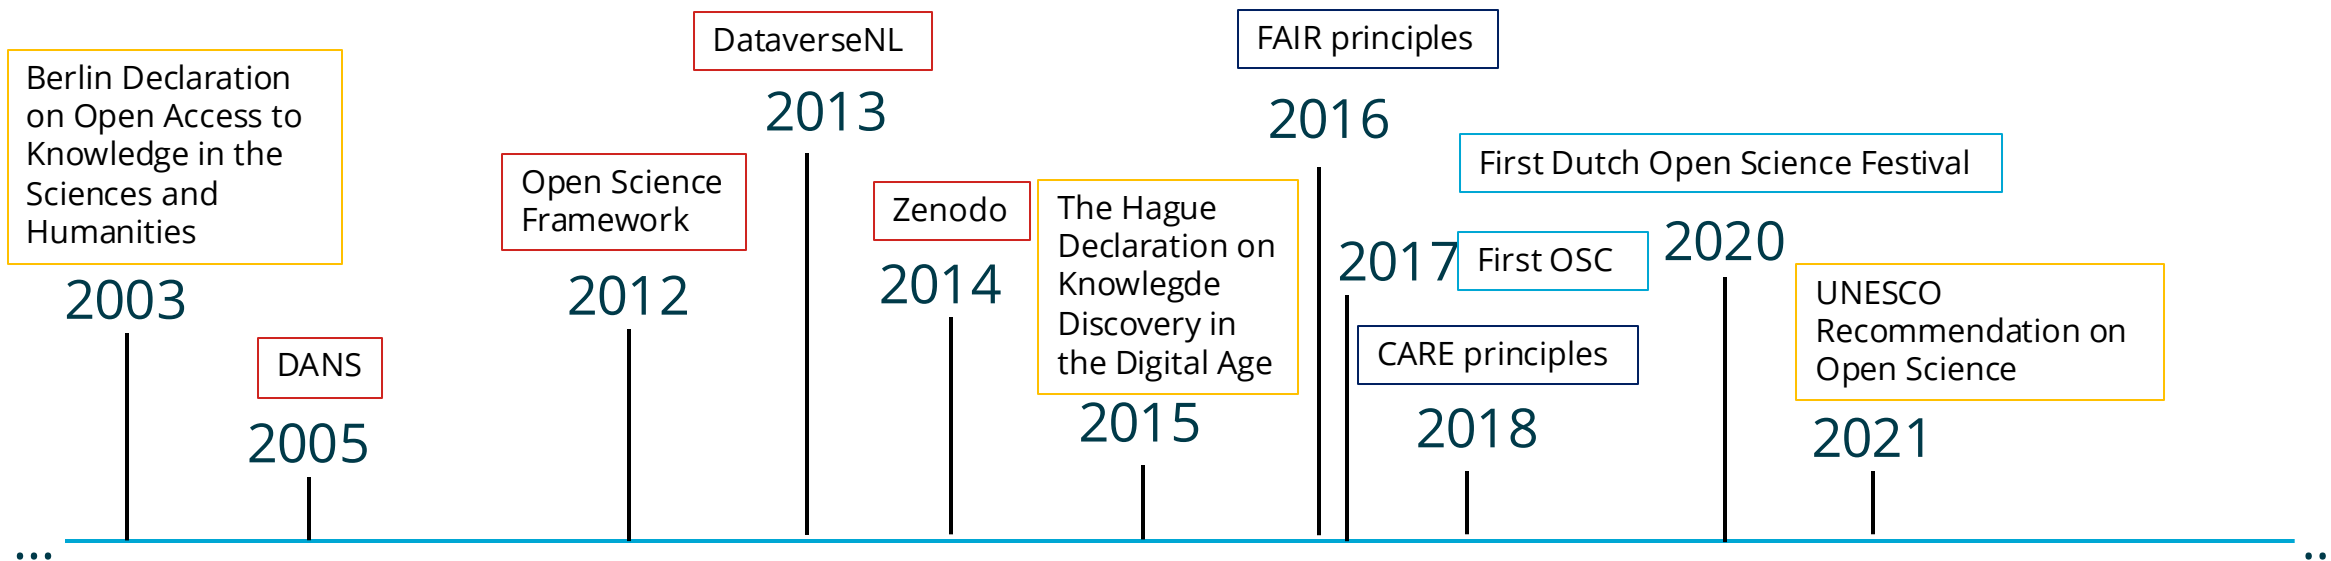 Berlin Declaration
on Open Access to
Knowledge in the
Sciences and
Humanities
2003
DANS
2005
Open Science
Framework
2012
DataverseNL
2013
Zenodo
2014
The Hague
Declaration on
Knowlegde
Discovery in
the Digital Age
2015
FAIR principles
2016
2017
First OSC
CARE principles
2018
First Dutch Open Science Festival
2020
UNESCO
Recommendation on
Open Science
2021
...
..